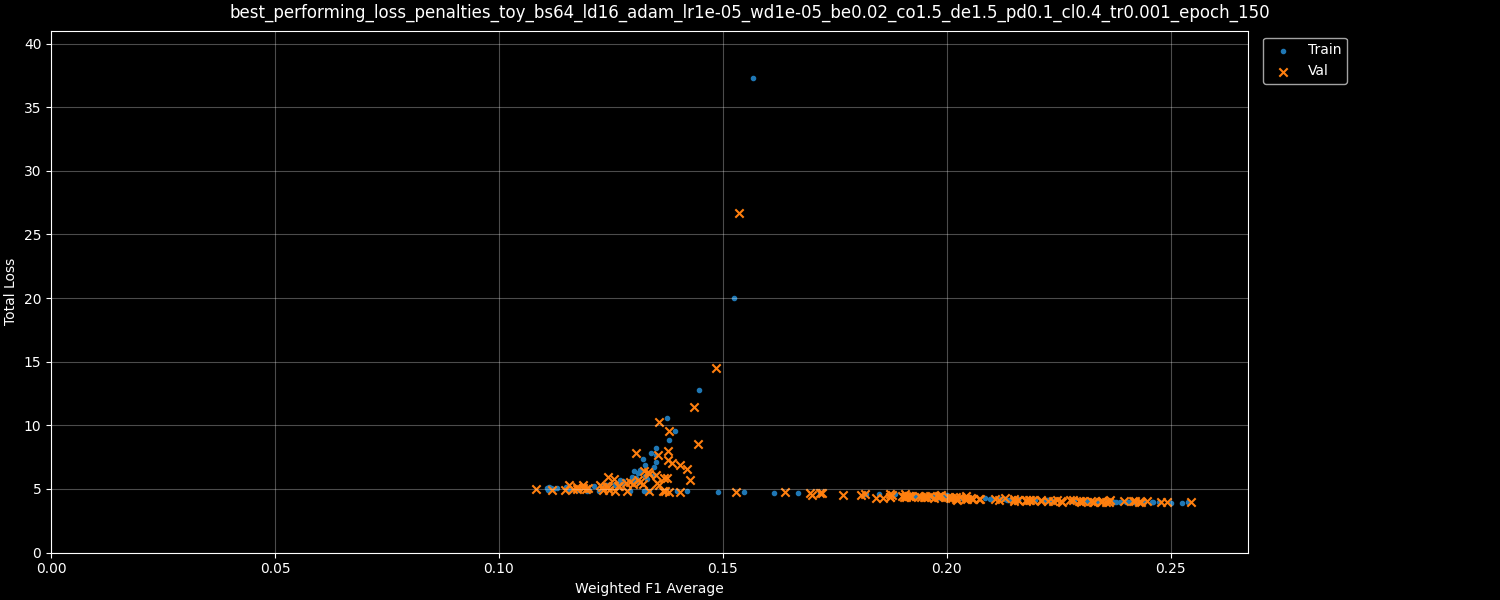 best_performing_loss_penalties_toy_bs64_ld16_adam_lr1e-05_wd1e-05_be0.02_co1.5_de1.5_pd0.1_cl0.4_tr0.001_epoch_150
Train
Val
Total Loss
40
35
30
25
20
15
10
5
0
0.00 0.05 0.10 0.15 0.20 0.25
Weighted F1 Average